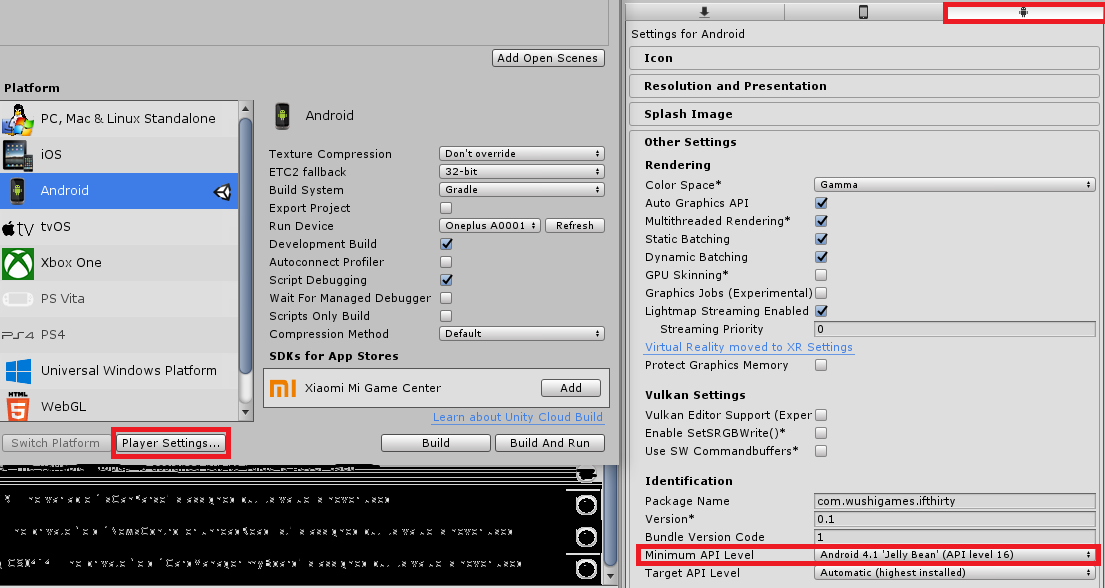 Add Open Scenes
Platform
PC, Mac & Linux Standalone
iOS
Android
tv tvOS
Xbox One
PS Vita
PS4
Universal Windows Platform
HTML
5 WebGL
Switch Platform
Player Settings...
Android
Texture Compression Don't override
ETC2 fallback 32-bit
Build System Gradle
Export Project
Run Device Oneplus A0001 Refresh
Development Build
Autoconnect Profiler
Script Debugging
Wait For Managed Debugger
Scripts Only Build
Compression Method Default
SDKs for App Stores
mi Xiaomi Mi Game Center Add
Learn about Unity Cloud Build
Build Build And Run
Settings for Android
Icon
Resolution and Presentation
Splash Image
Other Settings
Rendering
Color Space* Gamma
Auto Graphics API
Multithreaded Rendering*
Static Batching
Dynamic Batching
GPU Skinning*
Graphics Jobs (Experimental)
Lightmap Streaming Enabled
Streaming Priority 0
Virtual Reality moved to XR Settings
Protect Graphics Memory
Vulkan Settings
Vulkan Editor Support (Exper
Enable SetSRGBWrite()*
Use SW Commandbuffers*
Identification
Package Name com.wushigames.ifthirty
Version* 0.1
Bundle Version Code 1
Minimum API Level Android 4.1 'Jelly Bean' (API level 16)
Target API Level Automatic (highest installed)